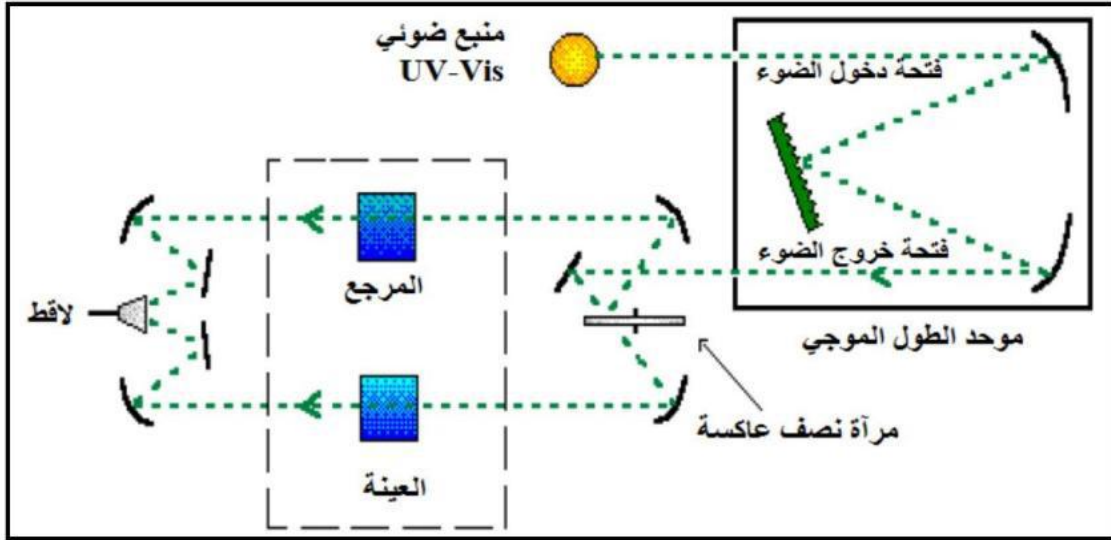 منبع ضوئي
UV-Vis
فتحة دخول الضوء
فتحة خروج الضوء
موحد الطول الموجي
المرجع
لاقط
مرآة نصف عاكسة
العينة